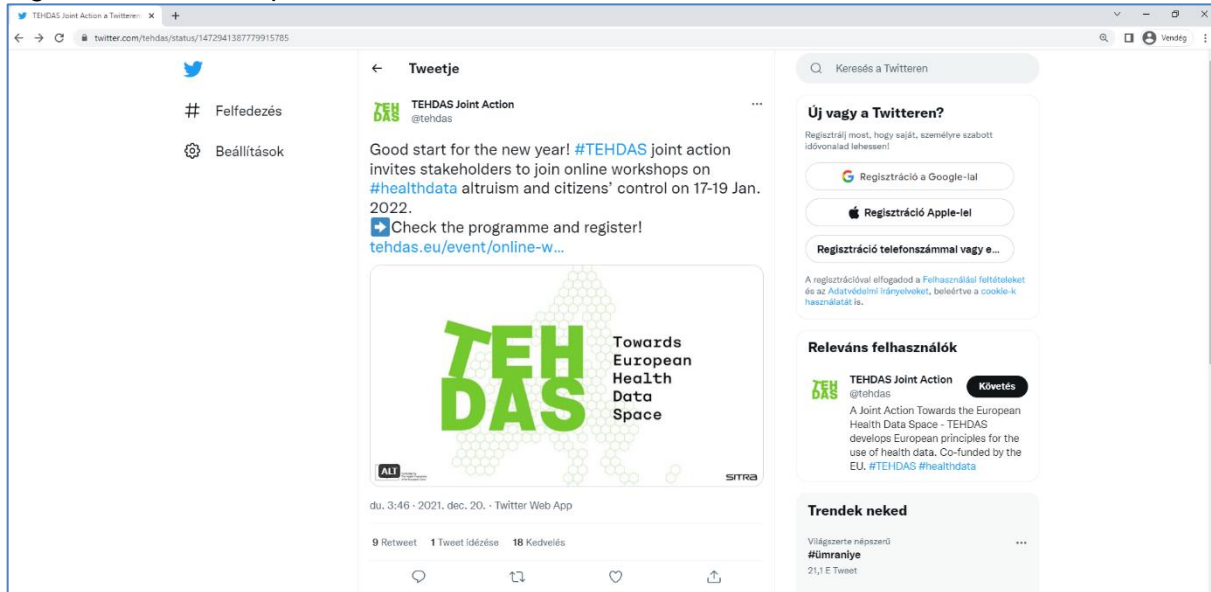 TEHDAS Joint Action a Twitteren
twitter.com/tehdas/status/1472941387779915785
Vendég
Felfedezés
Beállítások
Tweetje
TEHDAS Joint Action
@tehdas
Good start for the new year! #TEHDAS joint action
invites stakeholders to join online workshops on
#healthdata altruism and citizens' control on 17-19 Jan.
2022.
➡Check the programme and register!
tehdas.eu/event/online-w...
TEH
DAS
Towards
European
Health
Data
Space
ALT
SITRA
du. 3:46 · 2021. dec. 20. · Twitter Web App
9 Retweet 1 Tweet idézése 18 Kedvelés
Keresés a Twitteren
Új vagy a Twitteren?
Regisztrálj most, hogy saját, személyre szabott
idővonalad lehessen!
Regisztráció a Google-lal
Regisztráció Apple-lel
Regisztráció telefonszámmal vagy e...
A regisztrációval elfogadod a Felhasználási feltételeket
és az Adatvédelmi irányelveket, beleértve a cookie-k
használatát is.
Releváns felhasználók
TEHDAS Joint Action
@tehdas
Követés
A Joint Action Towards the European
Health Data Space - TEHDAS
develops European principles for the
use of health data. Co-funded by the
EU. #TEHDAS #healthdata
Trendek neked
Világszerte népszerű
#ümraniye
21,1 E Tweet